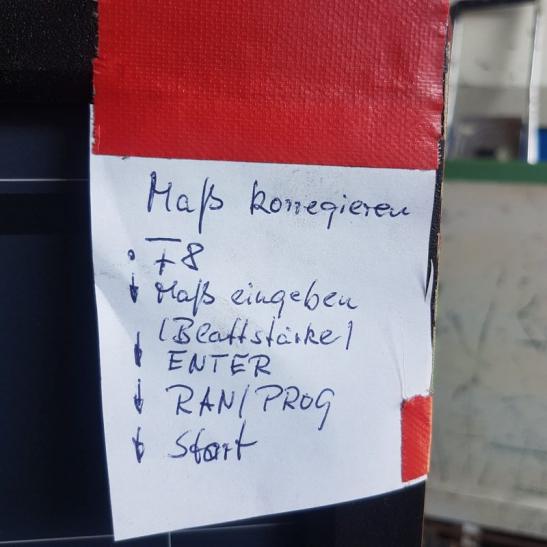 Maß korregieren
F8
↓ Maß eingeben
(Blattstärke)
↓ ENTER
↓ RAN/PROG
↓ Start